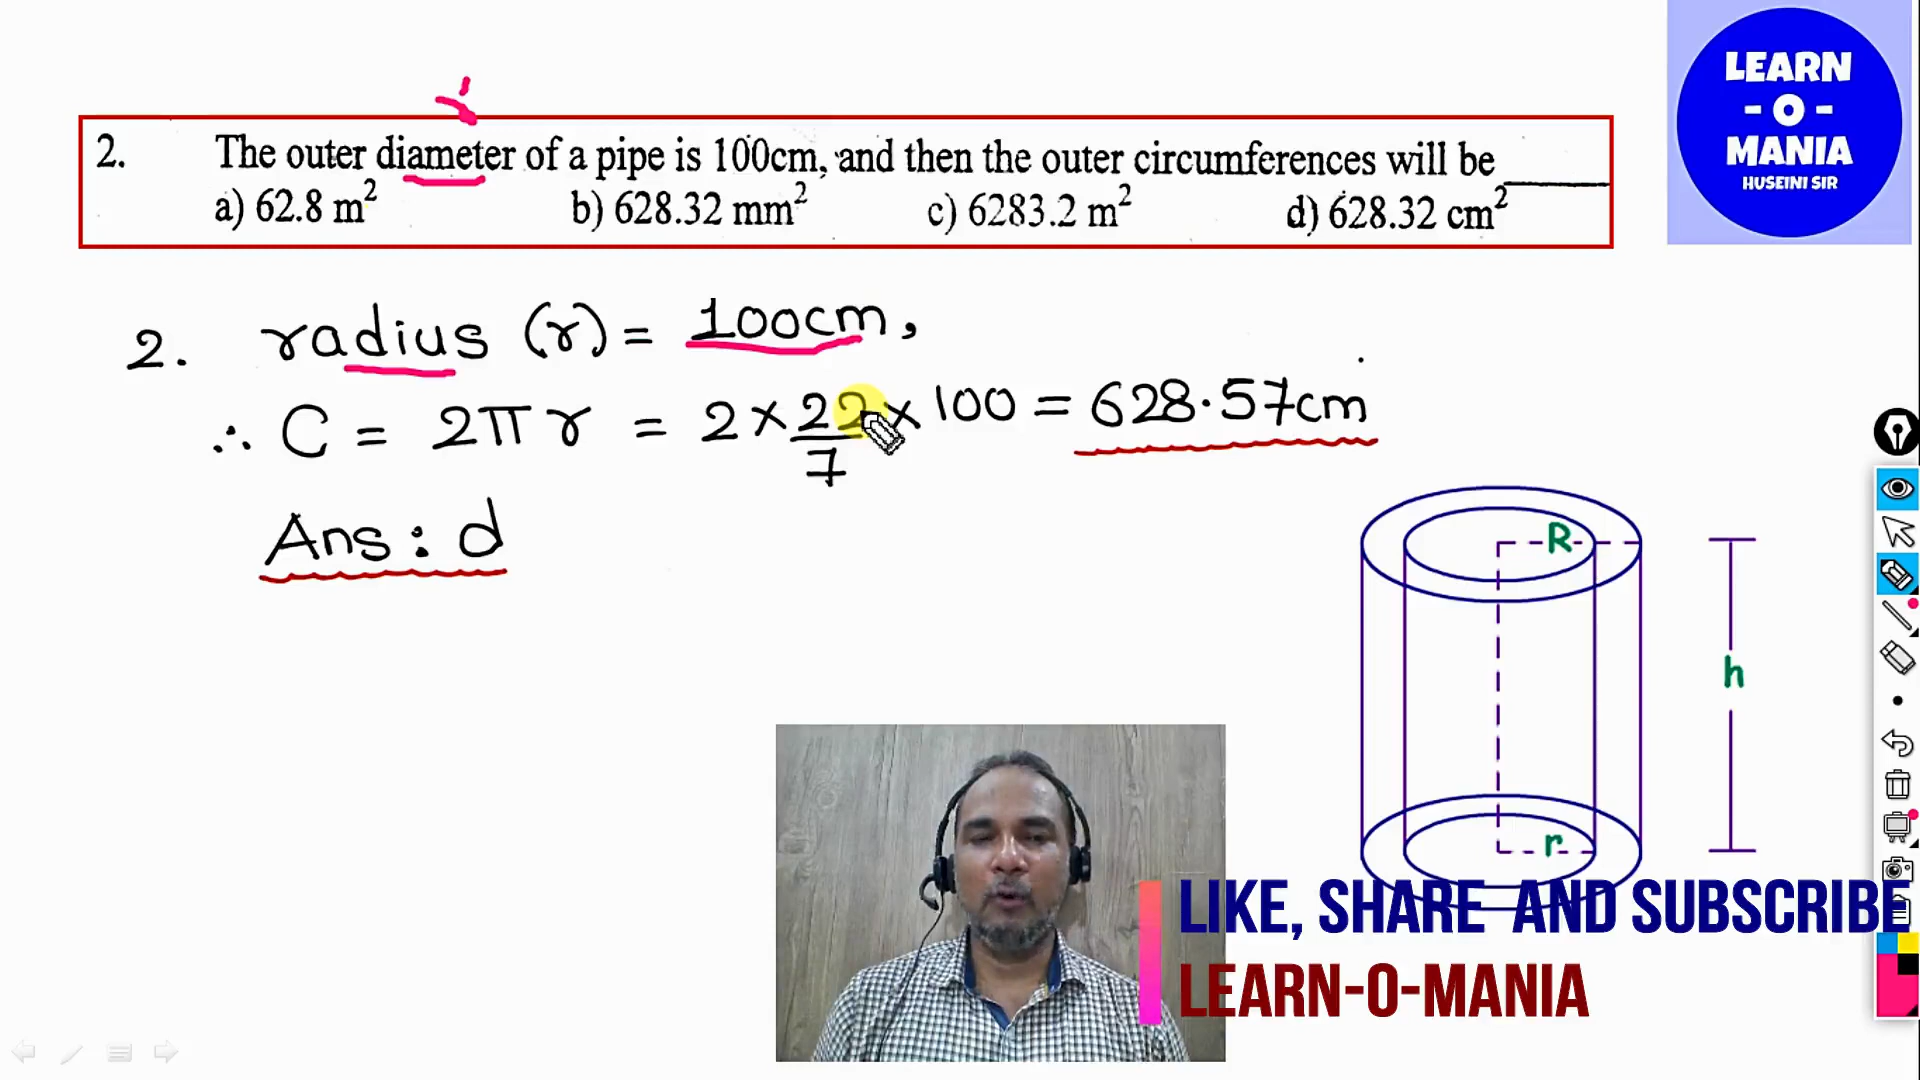 LEARN
- O -
MANIA
HUSEINI SIR
2. The outer diameter of a pipe is 100cm, and then the outer circumferences will be ______
a) 62.8 m² b) 628.32 mm² c) 6283.2 m² d) 628.32 cm²
2. radius (r) = 100cm,
∴ C = 2πr = 2 × 22/7 × 100 = 628.57cm
Ans : d
R
h
r
LIKE, SHARE AND SUBSCRIBE
LEARN-O-MANIA